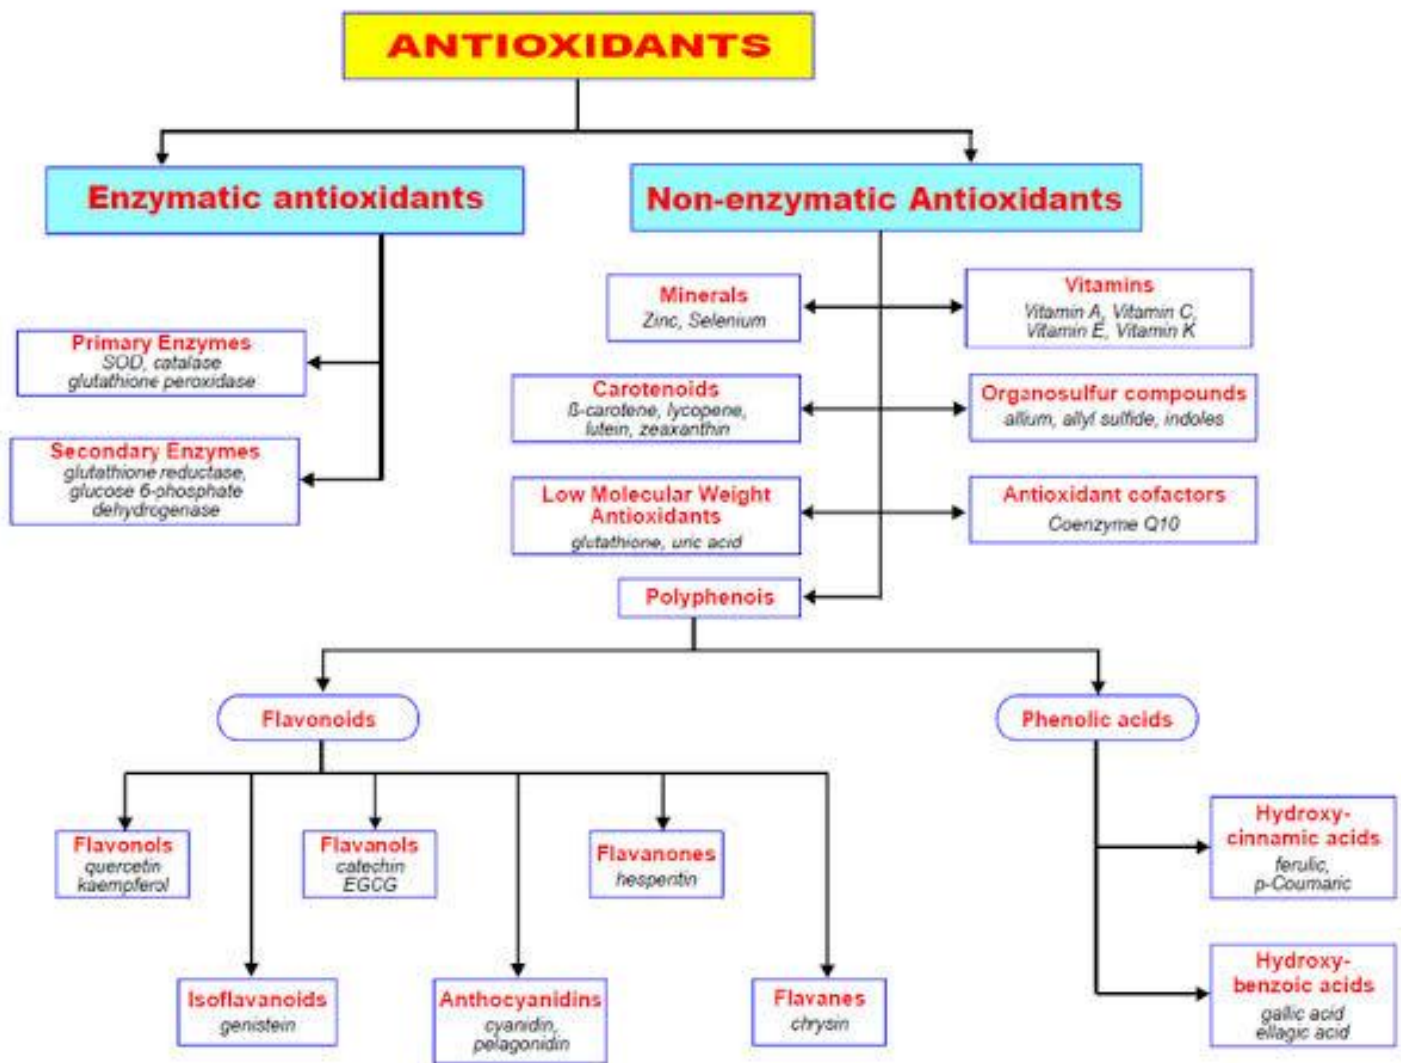 ANTIOXIDANTS
Enzymatic antioxidants
Non-enzymatic Antioxidants
Primary Enzymes
SOD, catalase
glutathione peroxidase
Secondary Enzymes
glutathione reductase,
glucose 6-phosphate
dehydrogenase
Minerals
Zinc, Selenium
Vitamins
Vitamin A, Vitamin C,
Vitamin E, Vitamin K
Carotenoids
ß-carotene, lycopene,
lutein, zeaxanthin
Organosulfur compounds
allium, allyl sulfide, indoles
Low Molecular Weight
Antioxidants
glutathione, uric acid
Antioxidant cofactors
Coenzyme Q10
Polyphenois
Flavonoids
Phenolic acids
Flavonols
quercetin
kaempferol
Flavanols
catechin
EGCG
Flavanones
hesperitin
Isoflavanoids
genistein
Anthocyanidins
cyanidin,
pelagonidin
Flavanes
chrysin
Hydroxy-
cinnamic acids
ferulic,
p-Coumaric
Hydroxy-
benzoic acids
gallic acid
ellagic acid